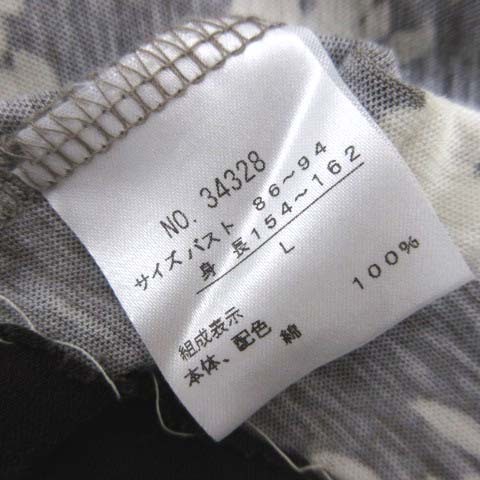 NO. 34328
サイズ バスト 86～94
身 長 154～162
L
組成表示
本体、配色 綿 100%